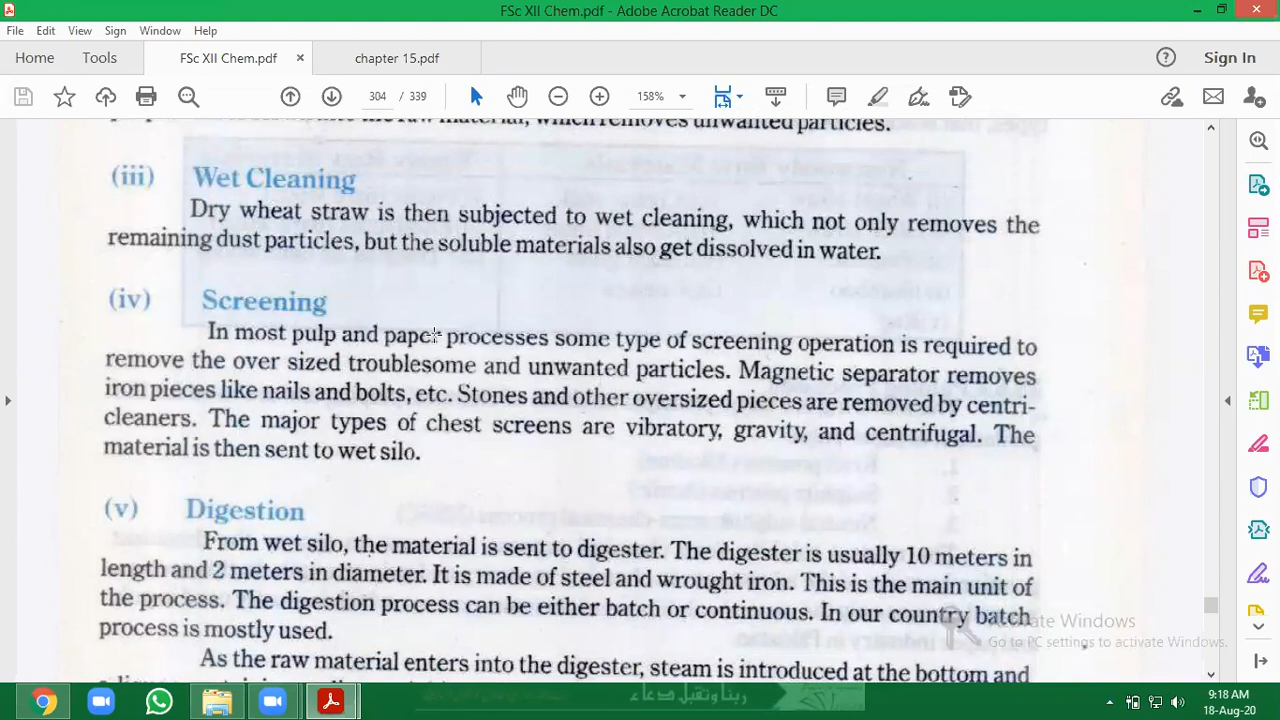 FSc XII Chem.pdf - Adobe Acrobat Reader DC
File Edit View Sign Window Help
Home Tools FSc XII Chem.pdf × chapter 15.pdf ? Sign In
304 / 339 158%
the raw material, which removes unwanted particles.
(iii) Wet Cleaning
Dry wheat straw is then subjected to wet cleaning, which not only removes the
remaining dust particles, but the soluble materials also get dissolved in water.
(iv) Screening
In most pulp and paper processes some type of screening operation is required to
remove the over sized troublesome and unwanted particles. Magnetic separator removes
iron pieces like nails and bolts, etc. Stones and other oversized pieces are removed by centri-
cleaners. The major types of chest screens are vibratory, gravity, and centrifugal. The
material is then sent to wet silo.
(v) Digestion
From wet silo, the material is sent to digester. The digester is usually 10 meters in
length and 2 meters in diameter. It is made of steel and wrought iron. This is the main unit of
the process. The digestion process can be either batch or continuous. In our country batch
process is mostly used.
As the raw material enters into the digester, steam is introduced at the bottom and
Activate Windows
Go to PC settings to activate Windows.
ربنا وتقبل دعاء
9:18 AM
18-Aug-20